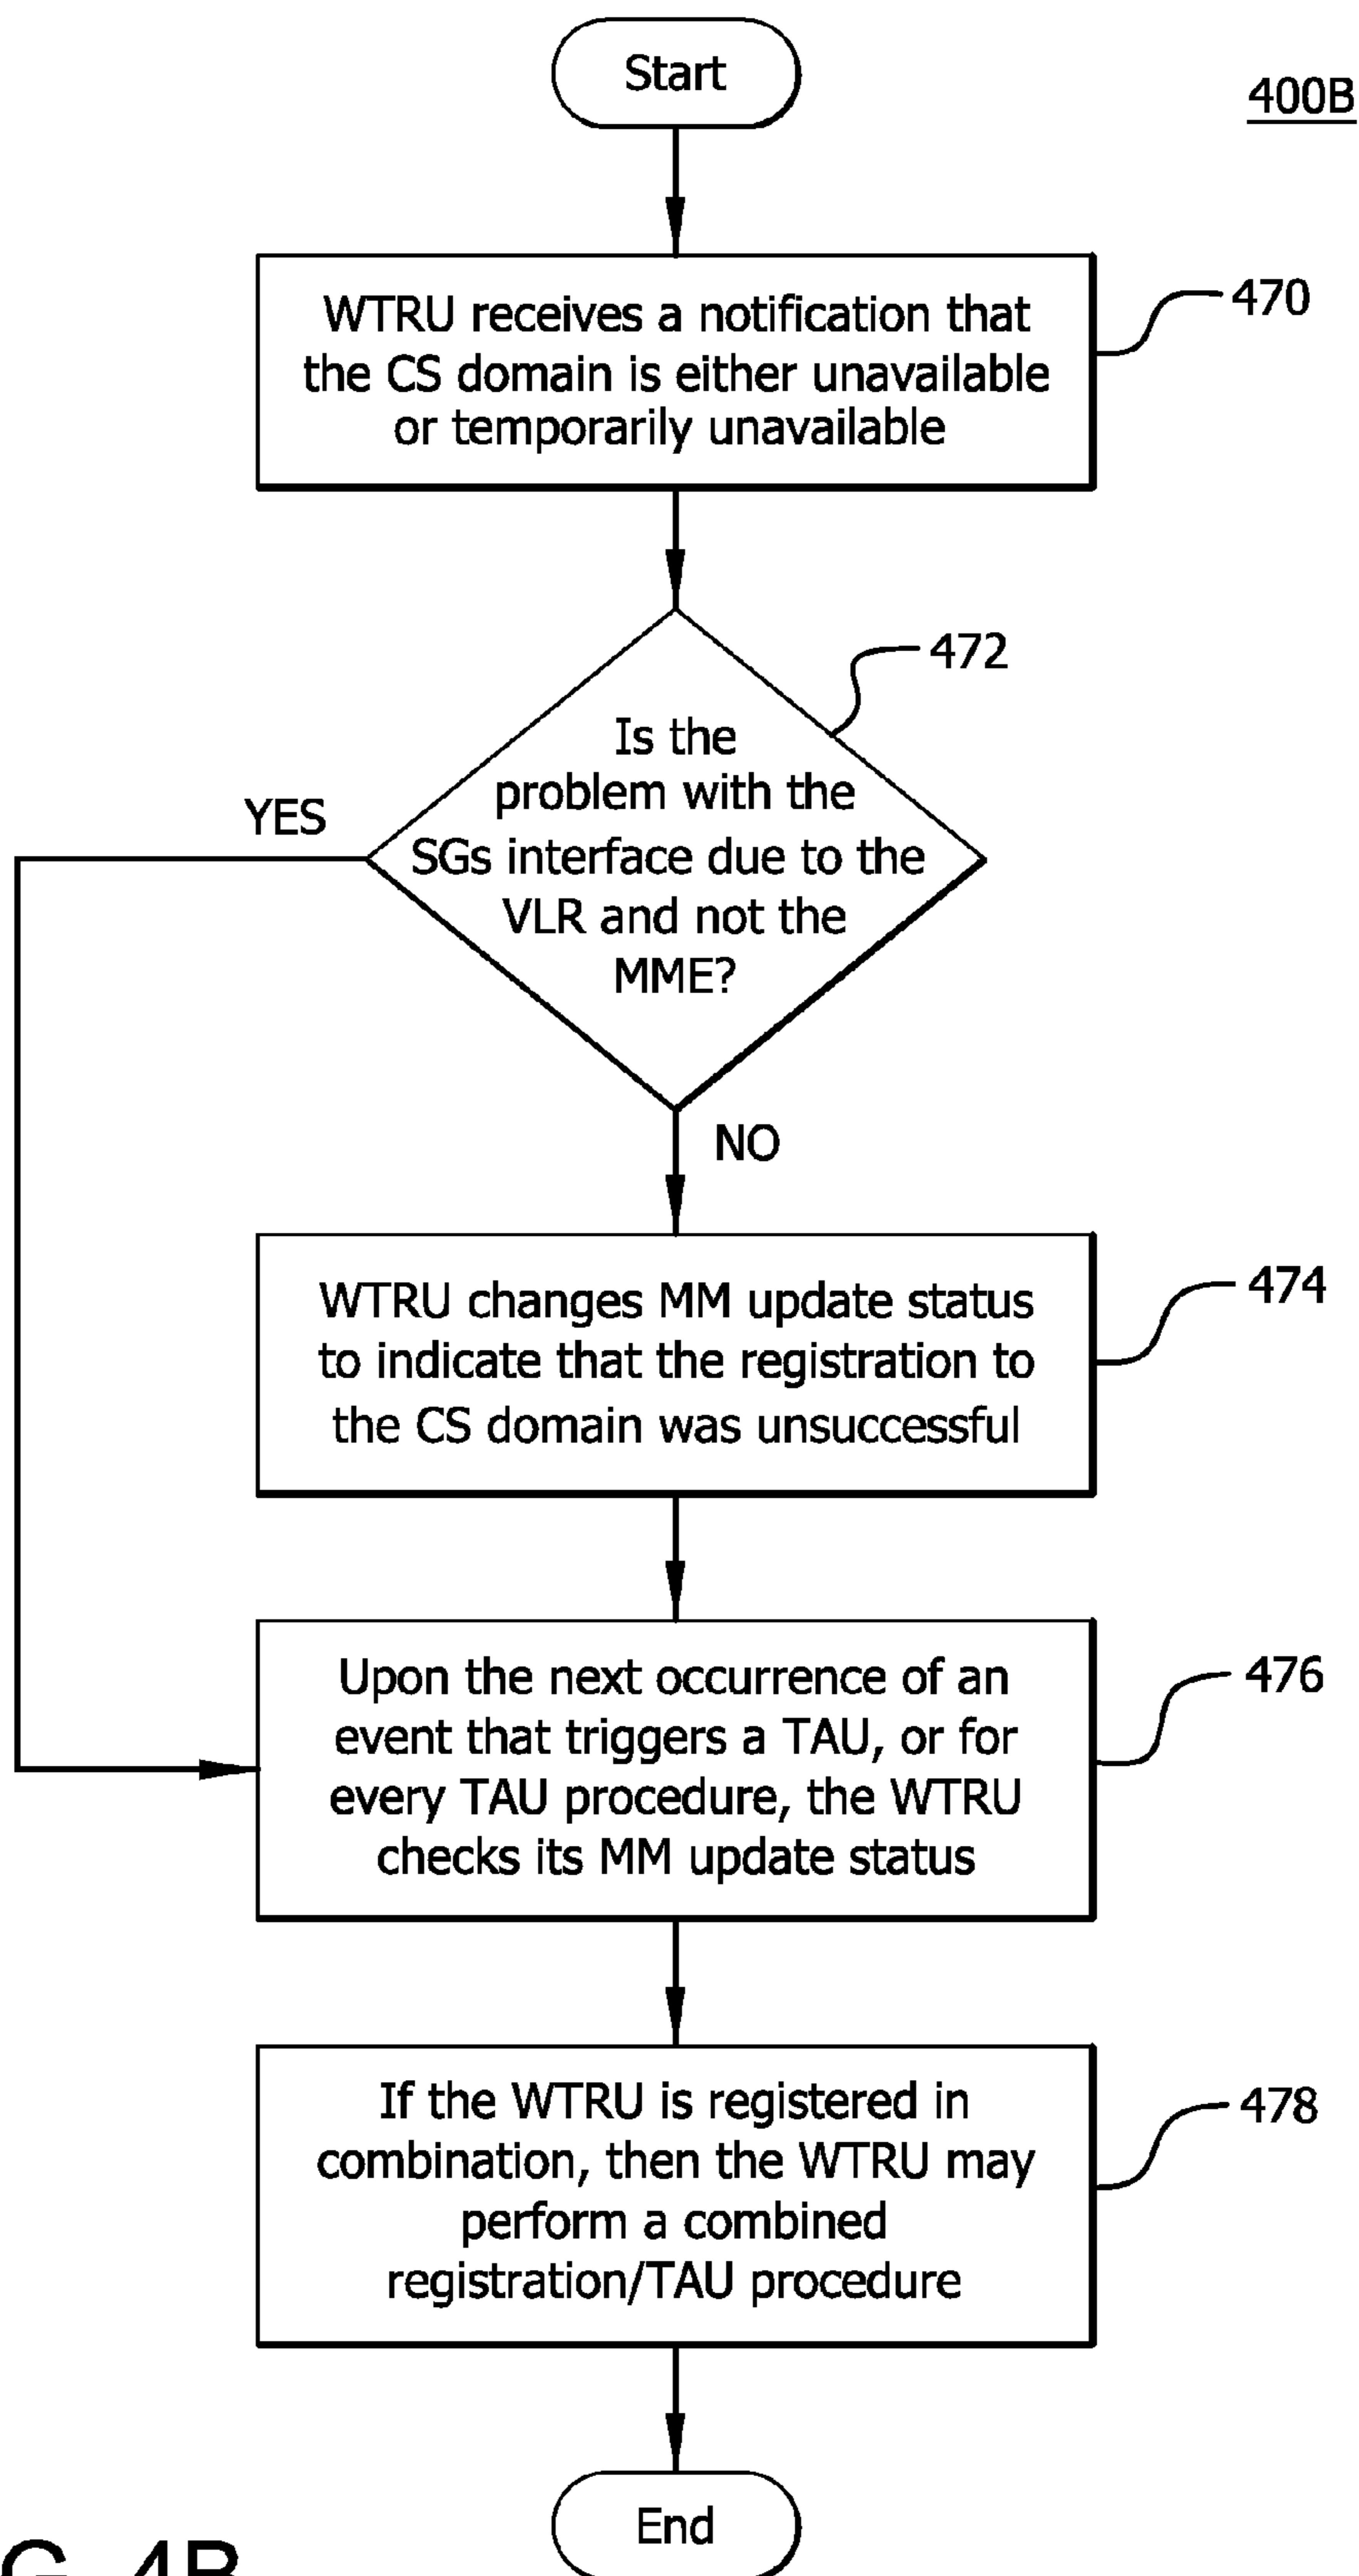 Start
400B
WTRU receives a notification that
the CS domain is either unavailable
or temporarily unavailable
470
472
Is the
problem with the
SGs interface due to the
VLR and not the
MME?
YES
NO
WTRU changes MM update status
to indicate that the registration to
the CS domain was unsuccessful
474
Upon the next occurrence of an
event that triggers a TAU, or for
every TAU procedure, the WTRU
checks its MM update status
476
If the WTRU is registered in
combination, then the WTRU may
perform a combined
registration/TAU procedure
478
End
G. 4B